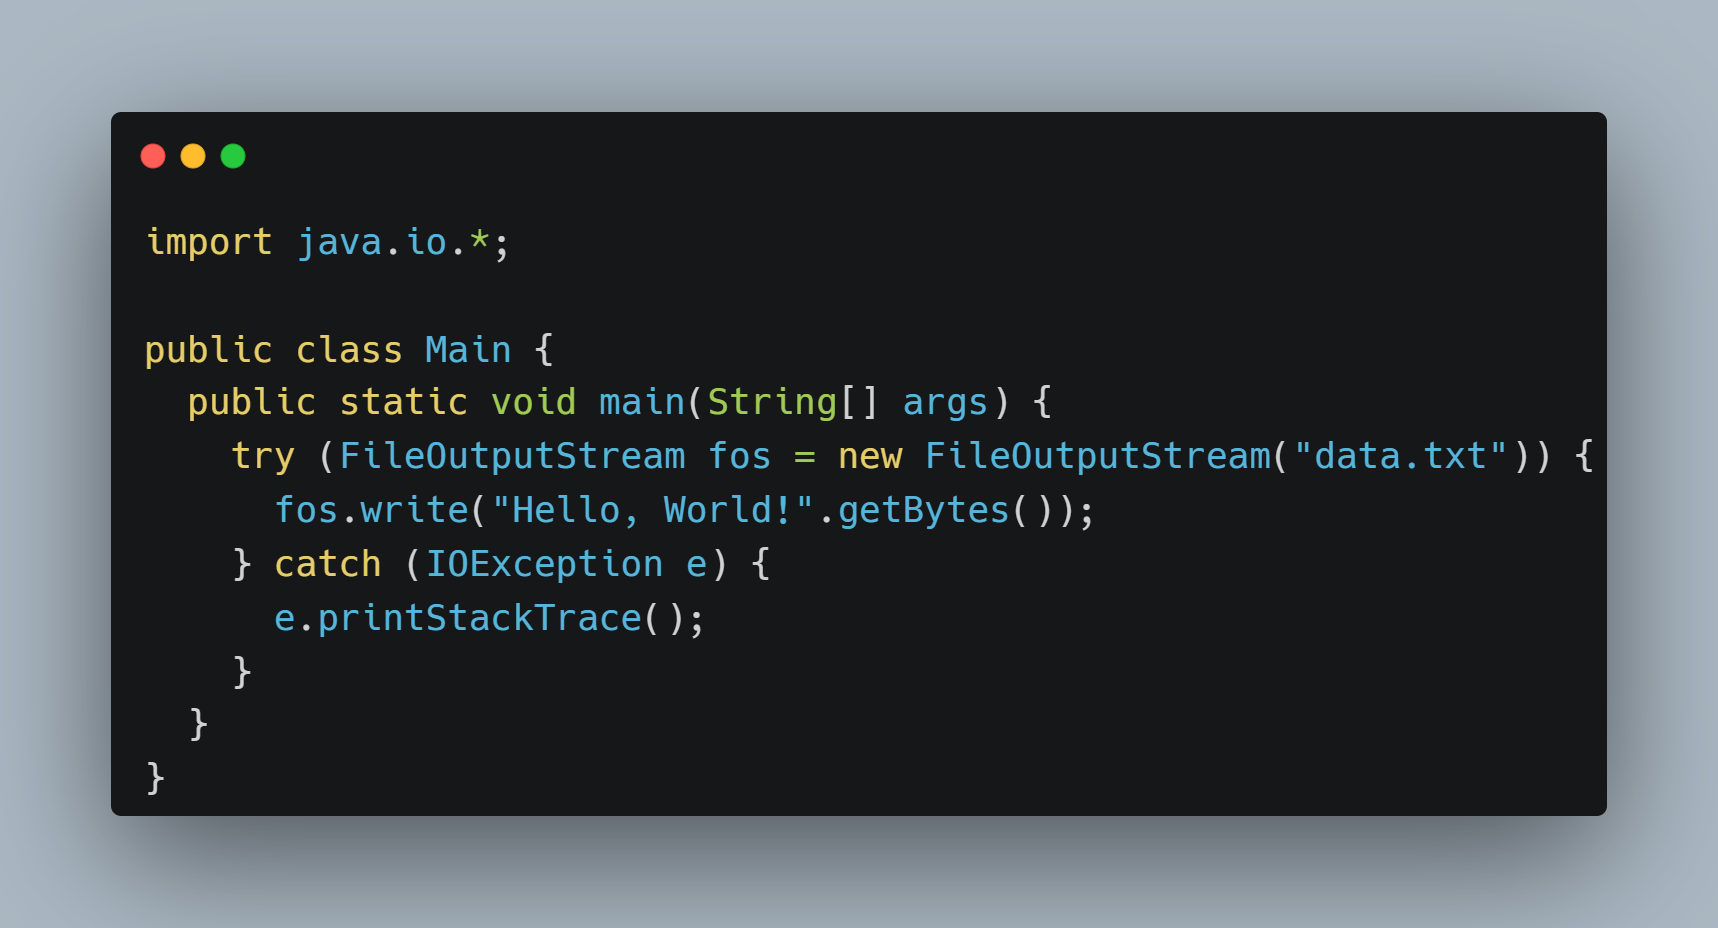 import java.io.*;

public class Main {
  public static void main(String[] args) {
    try (FileOutputStream fos = new FileOutputStream("data.txt")) {
      fos.write("Hello, World!".getBytes());
    } catch (IOException e) {
      e.printStackTrace();
    }
  }
}